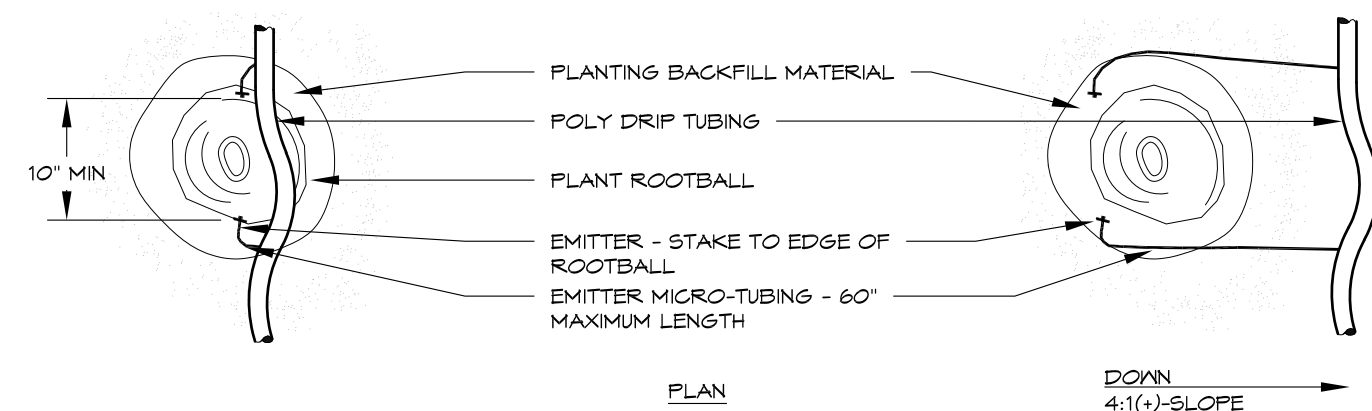 PLANTING BACKFILL MATERIAL
POLY DRIP TUBING
10" MIN
PLANT ROOTBALL
EMITTER - STAKE TO EDGE OF
ROOTBALL
EMITTER MICRO-TUBING - 60"
MAXIMUM LENGTH
PLAN
DOWN
4:1(+)-SLOPE